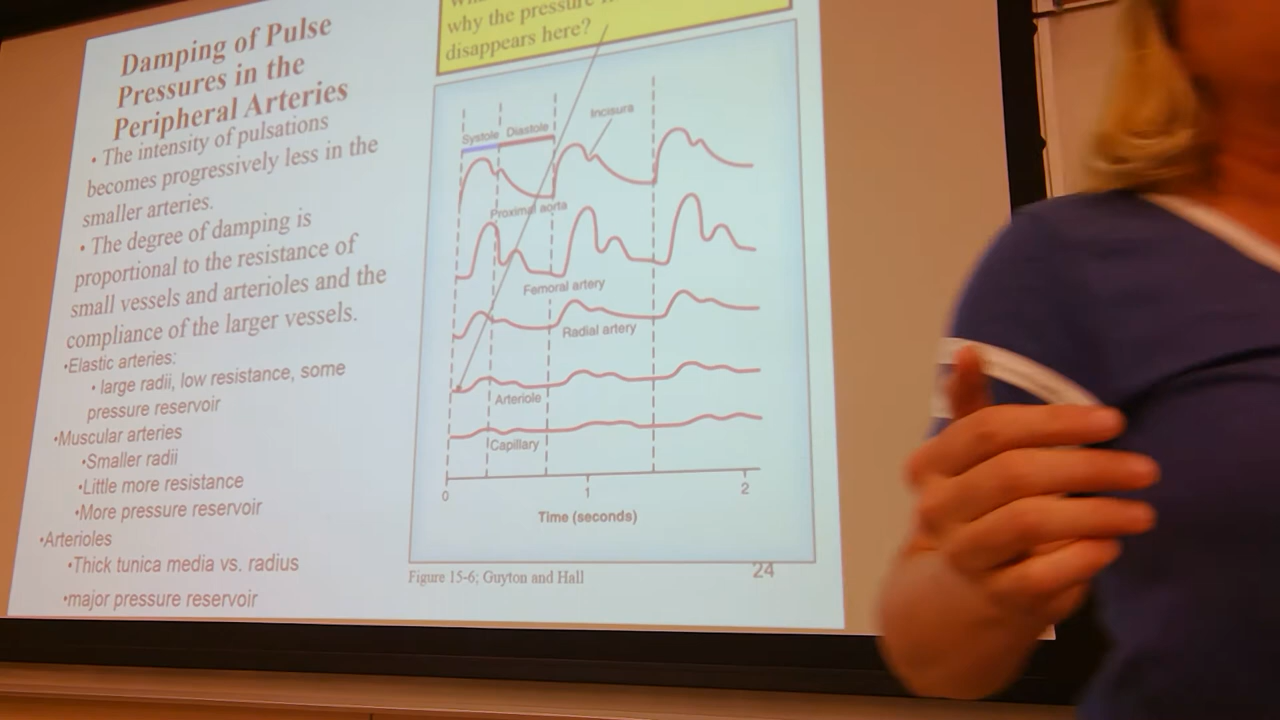 Damping of Pulse
Pressures in the
Peripheral Arteries
• The intensity of pulsations
becomes progressively less in the
smaller arteries.
• The degree of damping is
proportional to the resistance of
small vessels and arterioles and the
compliance of the larger vessels.
•Elastic arteries:
• large radii, low resistance, some
pressure reservoir
•Muscular arteries
•Smaller radii
•Little more resistance
•More pressure reservoir
•Arterioles
•Thick tunica media vs. radius
•major pressure reservoir
why the pressure
disappears here?
Systole Diastole
Incisura
Proximal aorta
Femoral artery
Radial artery
Arteriole
Capillary
0 1 2
Time (seconds)
Figure 15-6; Guyton and Hall
24